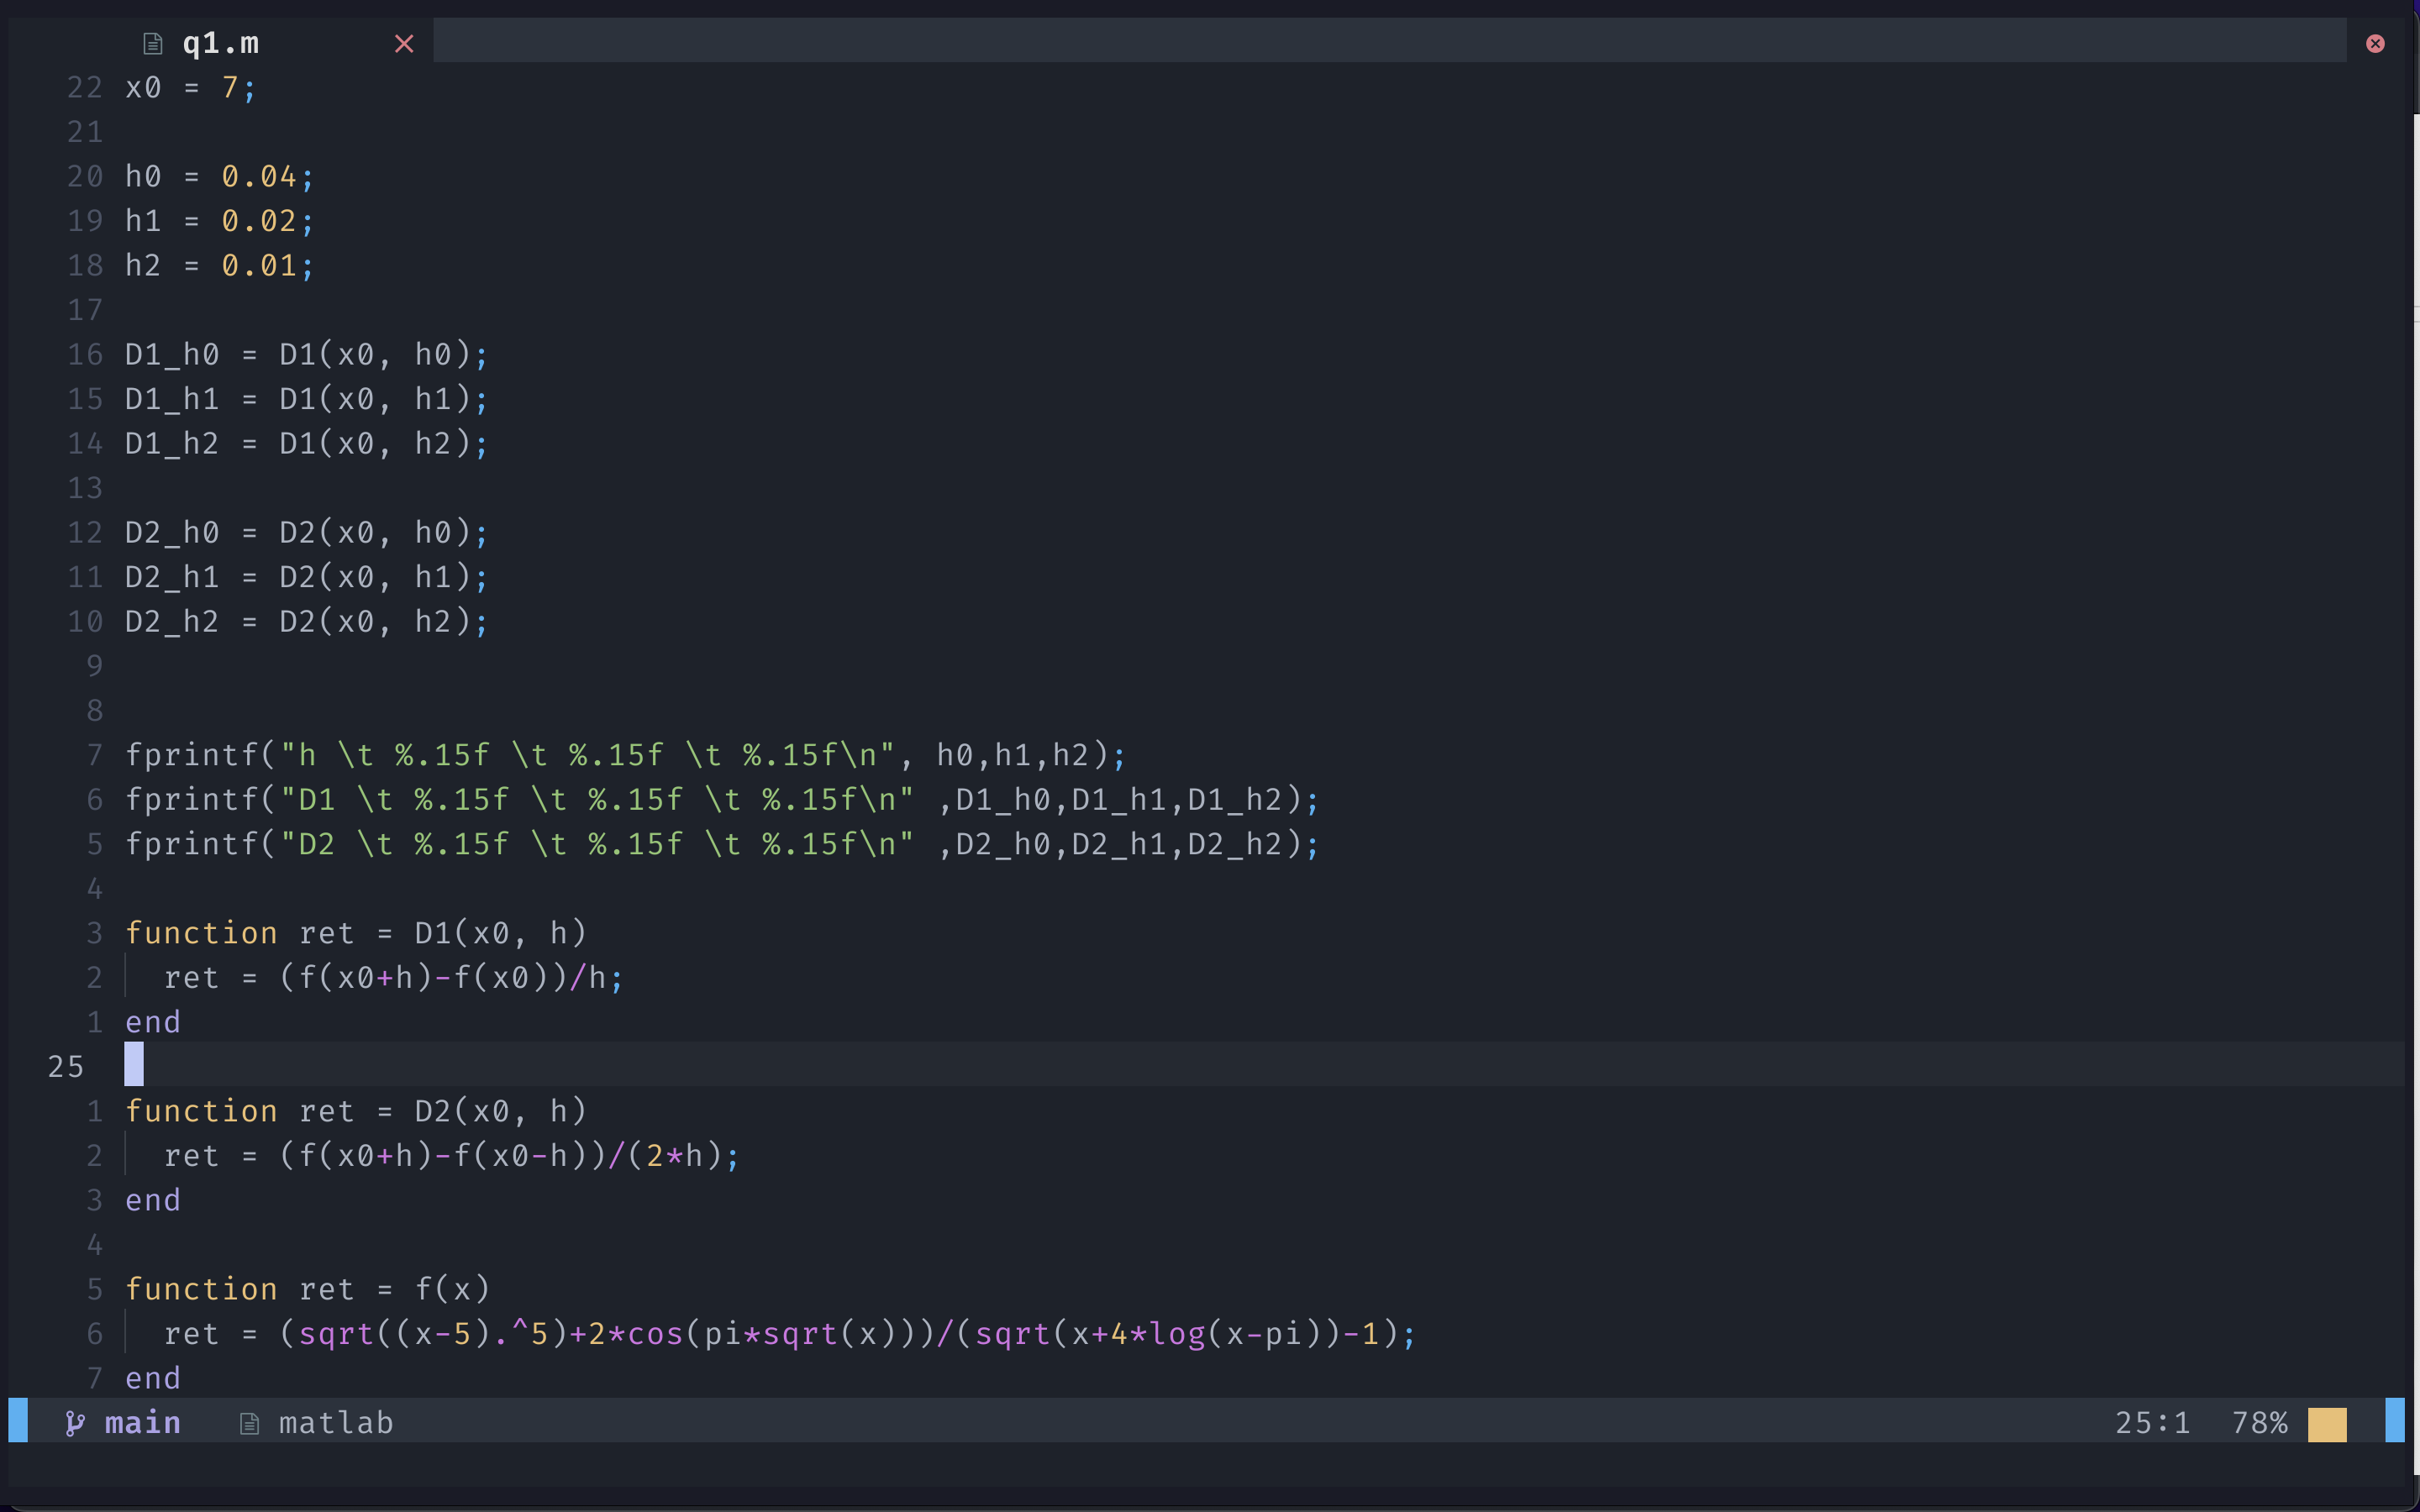 q1.m
22 x0 = 7;
21
20 h0 = 0.04;
19 h1 = 0.02;
18 h2 = 0.01;
17
16 D1_h0 = D1(x0, h0);
15 D1_h1 = D1(x0, h1);
14 D1_h2 = D1(x0, h2);
13
12 D2_h0 = D2(x0, h0);
11 D2_h1 = D2(x0, h1);
10 D2_h2 = D2(x0, h2);
9
8
7 fprintf("h \t %.15f \t %.15f \t %.15f\n", h0,h1,h2);
6 fprintf("D1 \t %.15f \t %.15f \t %.15f\n" ,D1_h0,D1_h1,D1_h2);
5 fprintf("D2 \t %.15f \t %.15f \t %.15f\n" ,D2_h0,D2_h1,D2_h2);
4
3 function ret = D1(x0, h)
2   ret = (f(x0+h)-f(x0))/h;
1 end
25
1 function ret = D2(x0, h)
2   ret = (f(x0+h)-f(x0-h))/(2*h);
3 end
4
5 function ret = f(x)
6   ret = (sqrt((x-5).^5)+2*cos(pi*sqrt(x)))/(sqrt(x+4*log(x-pi))-1);
7 end
main matlab 25:1 78%